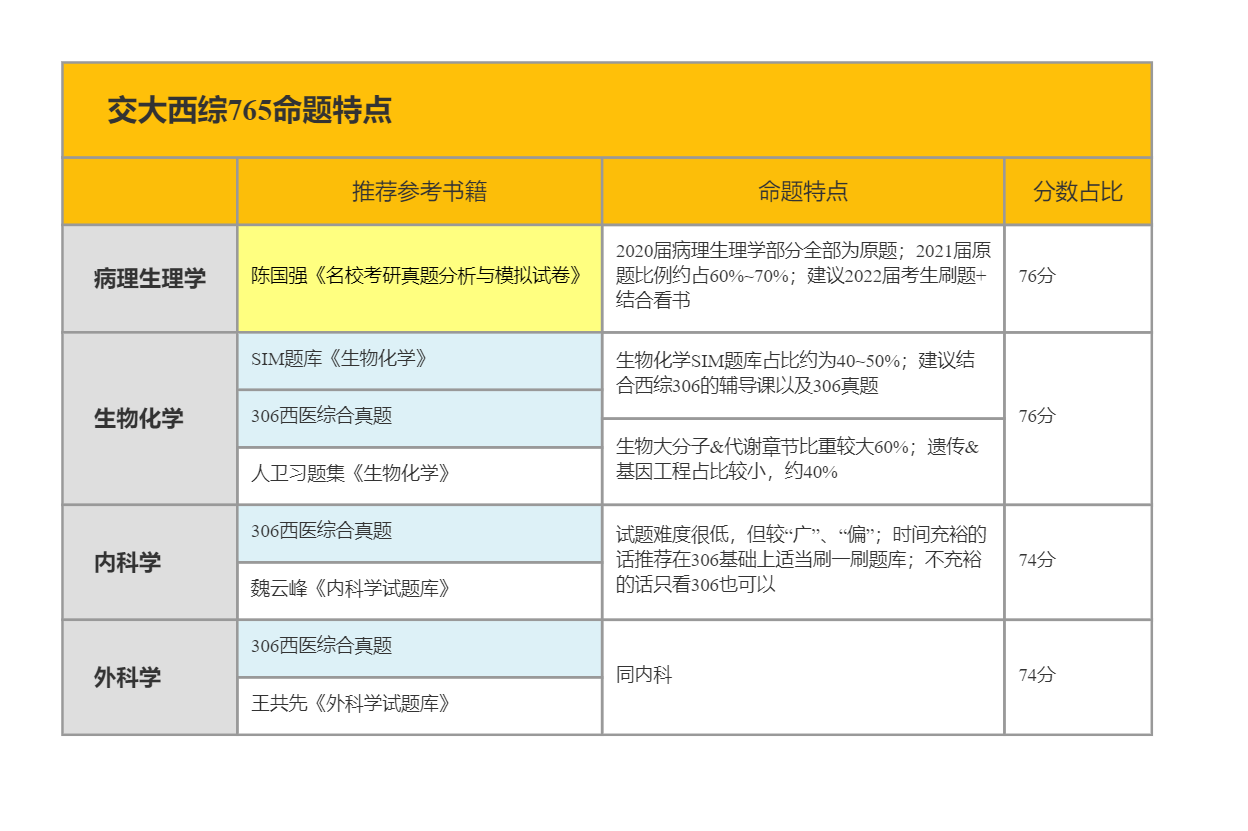 交大西综765命题特点
推荐参考书籍
命题特点
分数占比
病理生理学
陈国强《名校考研真题分析与模拟试卷》
2020届病理生理学部分全部为原题；2021届原
题比例约占60%~70%；建议2022届考生刷题+
结合看书
76分
生物化学
SIM题库《生物化学》
306西医综合真题
人卫习题集《生物化学》
生物化学SIM题库占比约为40~50%；建议结
合西综306的辅导课以及306真题
生物大分子&代谢章节比重较大60%；遗传&
基因工程占比较小，约40%
76分
内科学
306西医综合真题
魏云峰《内科学试题库》
试题难度很低，但较“广”、“偏”；时间充裕的
话推荐在306基础上适当刷一刷题库；不充裕
的话只看306也可以
74分
外科学
306西医综合真题
王共先《外科学试题库》
同内科
74分